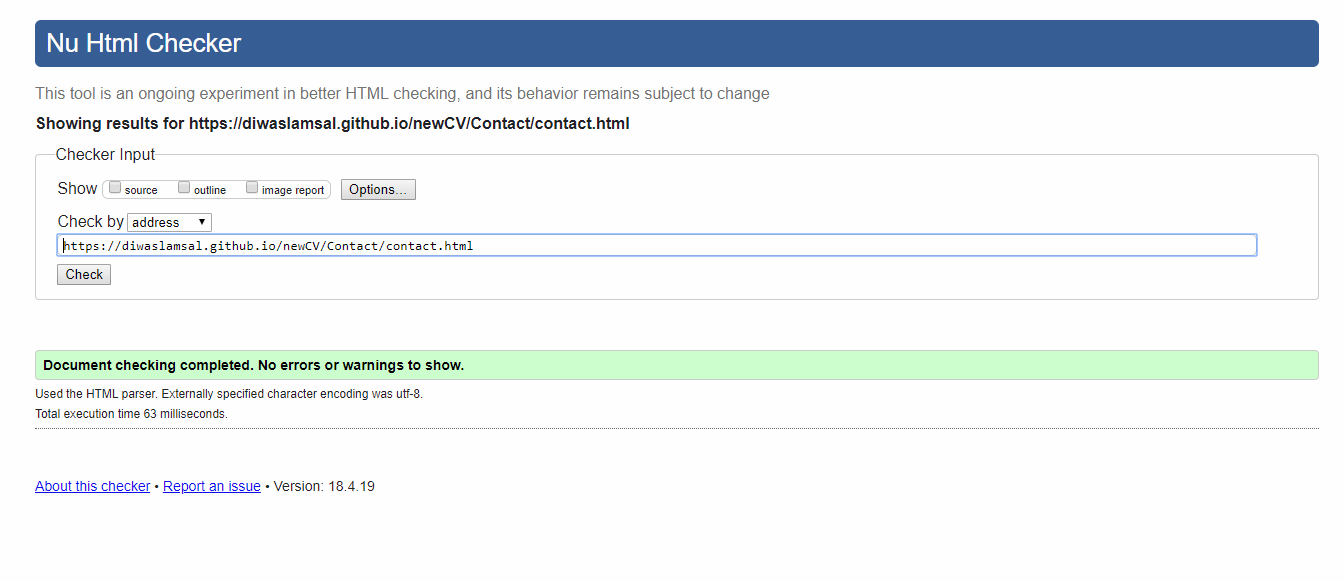 Nu Html Checker
This tool is an ongoing experiment in better HTML checking, and its behavior remains subject to change
Showing results for https://diwaslamsal.github.io/newCV/Contact/contact.html
Checker Input
Show source outline image report Options...
Check by address
https://diwaslamsal.github.io/newCV/Contact/contact.html
Check
Document checking completed. No errors or warnings to show.
Used the HTML parser. Externally specified character encoding was utf-8.
Total execution time 63 milliseconds.
About this checker • Report an issue • Version: 18.4.19